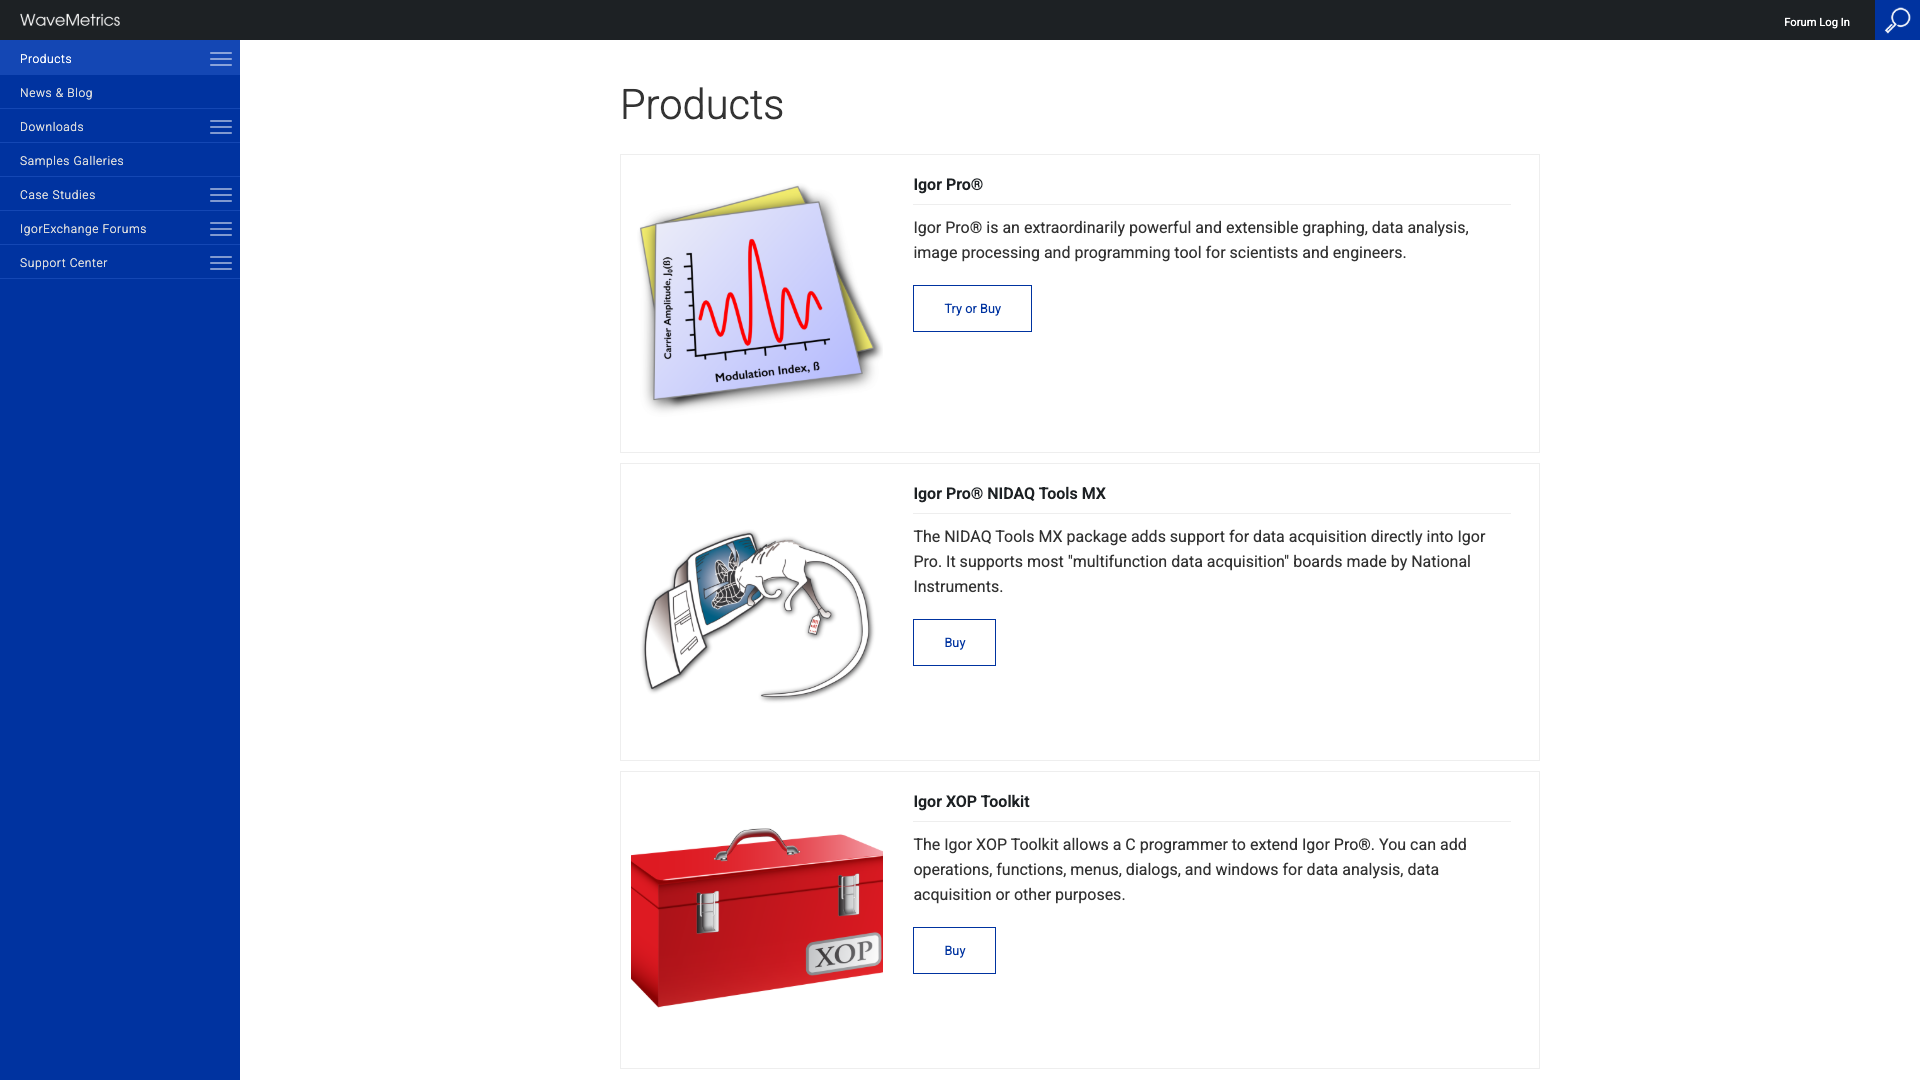 WaveMetrics
Forum Log In
Products
News & Blog
Downloads
Samples Galleries
Case Studies
IgorExchange Forums
Support Center
Products
Carrier Amplitude, J₀(ß)
Modulation Index, ß
Igor Pro®
Igor Pro® is an extraordinarily powerful and extensible graphing, data analysis,
image processing and programming tool for scientists and engineers.
Try or Buy
Igor Pro® NIDAQ Tools MX
The NIDAQ Tools MX package adds support for data acquisition directly into Igor
Pro. It supports most "multifunction data acquisition" boards made by National
Instruments.
Buy
XOP
Igor XOP Toolkit
The Igor XOP Toolkit allows a C programmer to extend Igor Pro®. You can add
operations, functions, menus, dialogs, and windows for data analysis, data
acquisition or other purposes.
Buy